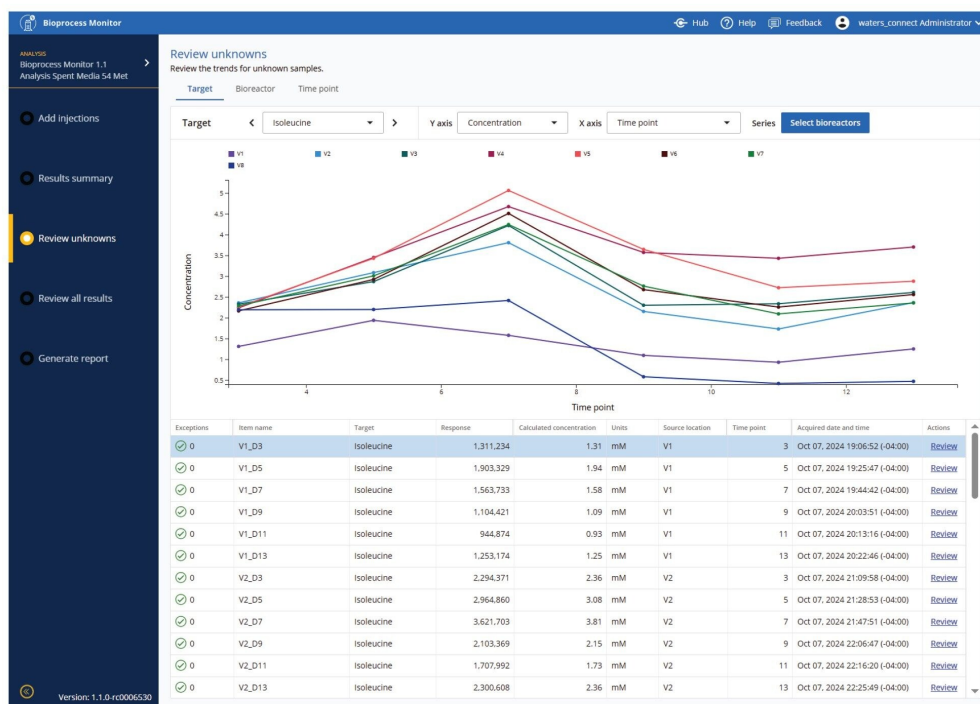 Bioprocess Monitor
Hub Help Feedback waters_connect Administrator
ANALYSIS
Bioprocess Monitor 1.1
Analysis Spent Media 54 Met
Add injections
Results summary
Review unknowns
Review all results
Generate report
Version: 1.1.0-rc0006530
Review unknowns
Review the trends for unknown samples.
Target Bioreactor Time point
Target Isoleucine Y axis Concentration X axis Time point Series Select bioreactors
V1 V2 V3 V4 V5 V6 V7
V8
5
4.5
4
3.5
3
2.5
2
1.5
1
0.5
Concentration
4 6 8 10 12
Time point
Exceptions Item name Target Response Calculated concentration Units Source location Time point Acquired date and time Actions
0 V1_D3 Isoleucine 1,311,234 1.31 mM V1 3 Oct 07, 2024 19:06:52 (-04:00) Review
0 V1_D5 Isoleucine 1,903,329 1.94 mM V1 5 Oct 07, 2024 19:25:47 (-04:00) Review
0 V1_D7 Isoleucine 1,563,733 1.58 mM V1 7 Oct 07, 2024 19:44:42 (-04:00) Review
0 V1_D9 Isoleucine 1,104,421 1.09 mM V1 9 Oct 07, 2024 20:03:51 (-04:00) Review
0 V1_D11 Isoleucine 944,874 0.93 mM V1 11 Oct 07, 2024 20:13:16 (-04:00) Review
0 V1_D13 Isoleucine 1,253,174 1.25 mM V1 13 Oct 07, 2024 20:22:46 (-04:00) Review
0 V2_D3 Isoleucine 2,294,371 2.36 mM V2 3 Oct 07, 2024 21:09:58 (-04:00) Review
0 V2_D5 Isoleucine 2,964,860 3.08 mM V2 5 Oct 07, 2024 21:28:53 (-04:00) Review
0 V2_D7 Isoleucine 3,621,703 3.81 mM V2 7 Oct 07, 2024 21:47:51 (-04:00) Review
0 V2_D9 Isoleucine 2,103,369 2.15 mM V2 9 Oct 07, 2024 22:06:47 (-04:00) Review
0 V2_D11 Isoleucine 1,707,992 1.73 mM V2 11 Oct 07, 2024 22:16:20 (-04:00) Review
0 V2_D13 Isoleucine 2,300,608 2.36 mM V2 13 Oct 07, 2024 22:25:49 (-04:00) Review